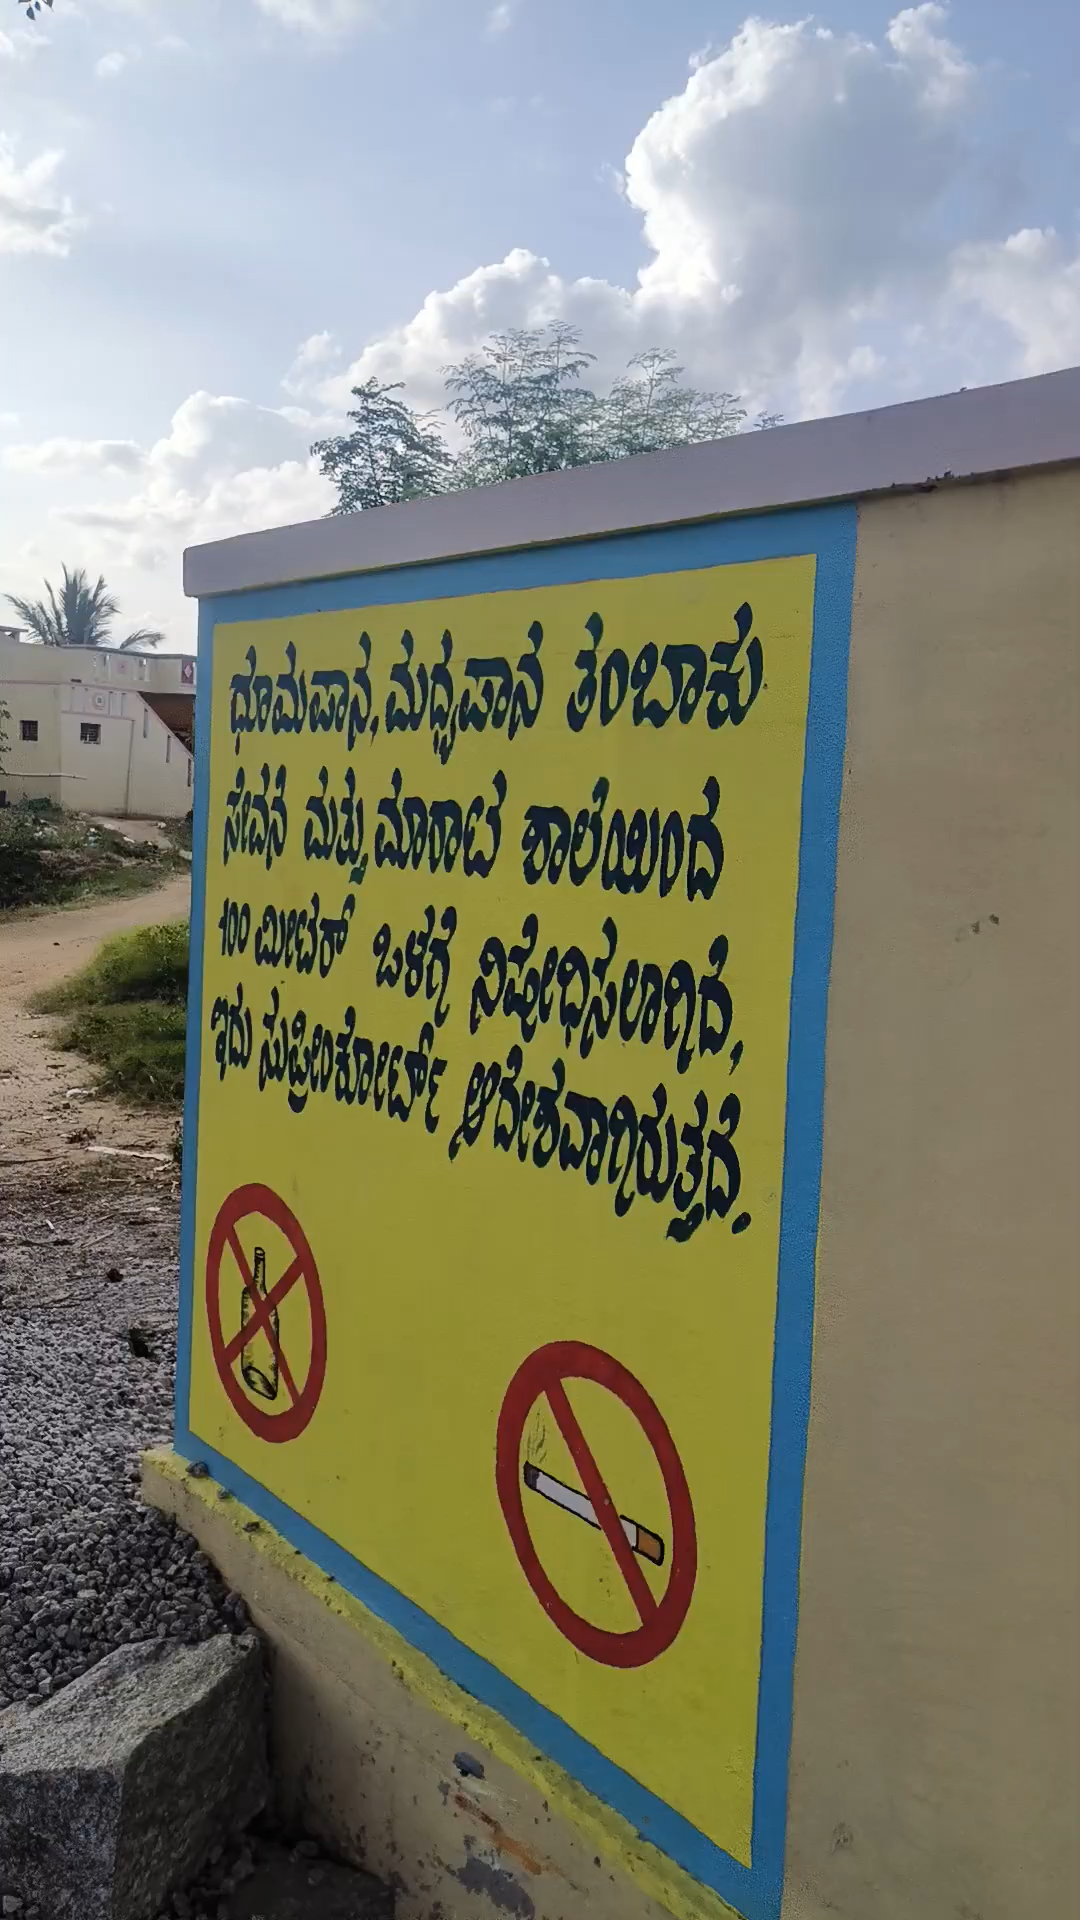 ಧೂಮಪಾನ, ಮದ್ಯಪಾನ ತಂಬಾಕು
ಸೇವನೆ ಮತ್ತು ಮಾರಾಟ ಶಾಲೆಯಿಂದ
100 ಮೀಟರ್ ಒಳಗೆ ನಿಷೇಧಿಸಲಾಗಿದೆ,
ಇದು ಸುಪ್ರೀಂಕೋರ್ಟ್ ಆದೇಶವಾಗಿರುತ್ತದೆ.